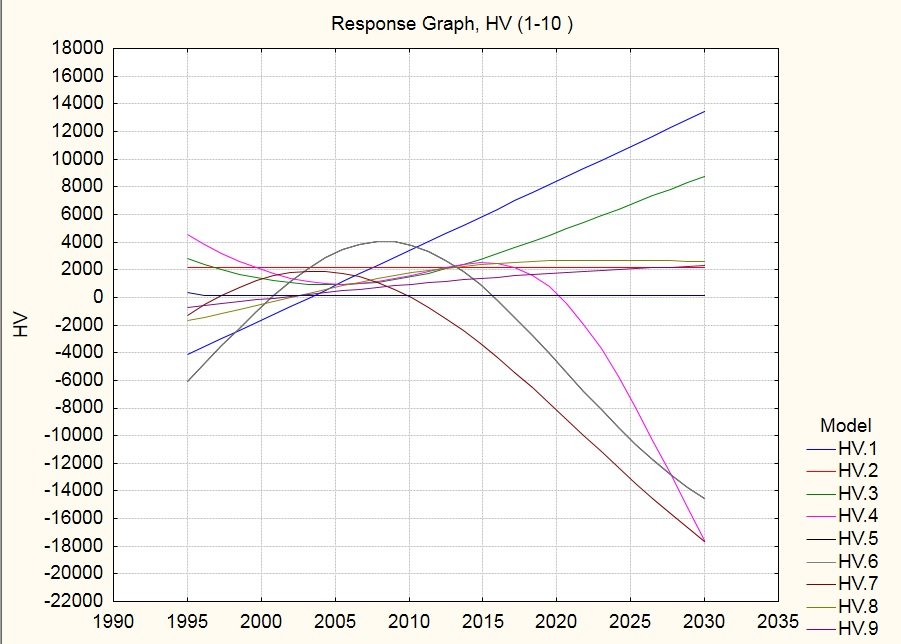 Response Graph, HV (1-10 )
18000
16000
14000
12000
10000
8000
6000
4000
2000
0
-2000
-4000
-6000
-8000
-10000
-12000
-14000
-16000
-18000
-20000
-22000
HV
1990 1995 2000 2005 2010 2015 2020 2025 2030 2035
Model
HV.1
HV.2
HV.3
HV.4
HV.5
HV.6
HV.7
HV.8
HV.9